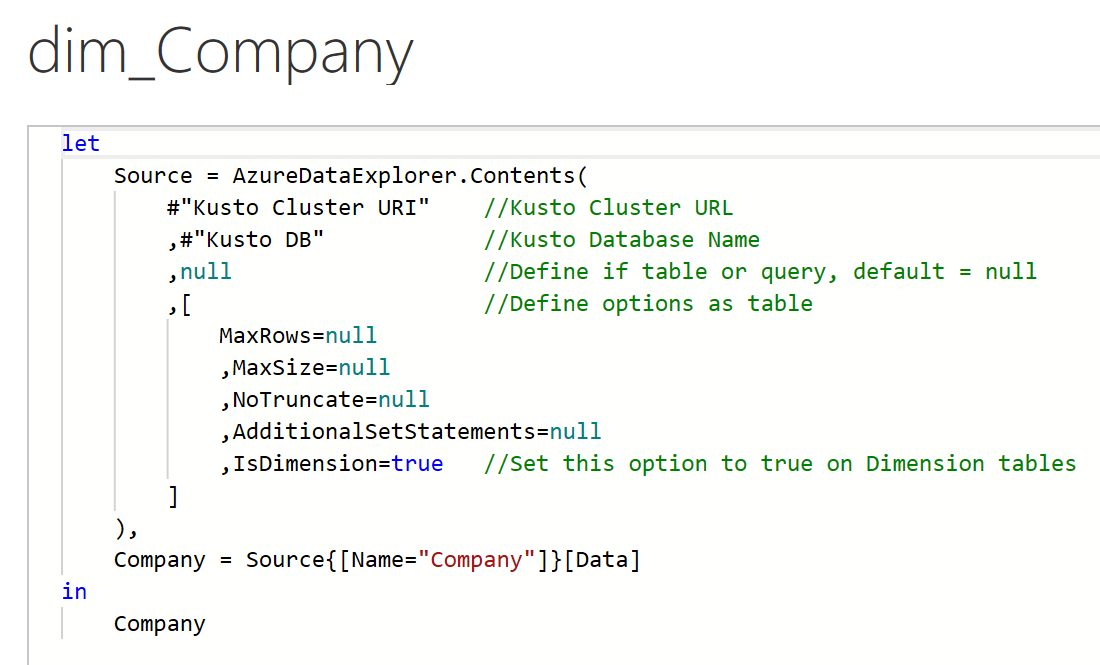 dim_Company
let
Source = AzureDataExplorer.Contents(
#"Kusto Cluster URI" //Kusto Cluster URL
,#"Kusto DB" //Kusto Database Name
,null //Define if table or query, default = null
,[ //Define options as table
MaxRows=null
,MaxSize=null
,NoTruncate=null
,AdditionalSetStatements=null
,IsDimension=true //Set this option to true on Dimension tables
]
),
Company = Source{[Name="Company"]}[Data]
in
Company